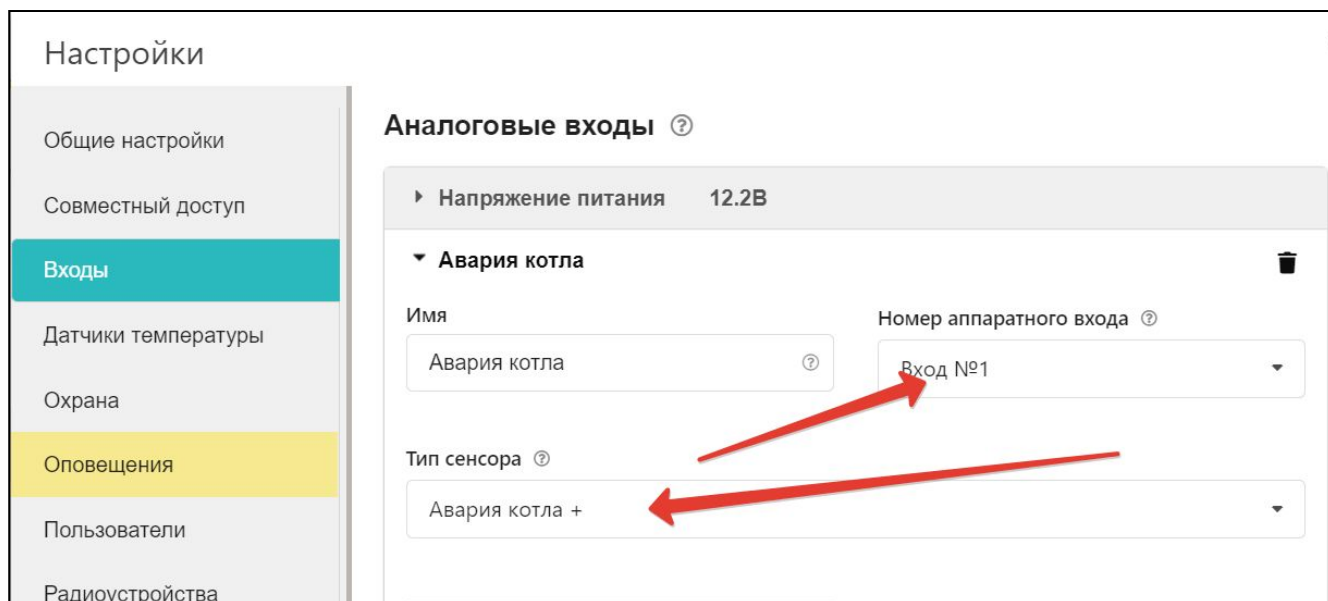 Настройки
Общие настройки
Совместный доступ
Входы
Датчики температуры
Охрана
Оповещения
Пользователи
Радиоустройства
Аналоговые входы ?
Напряжение питания 12.2В
Авария котла
Имя
Авария котла ?
Номер аппаратного входа ?
Вход №1
Тип сенсора ?
Авария котла +